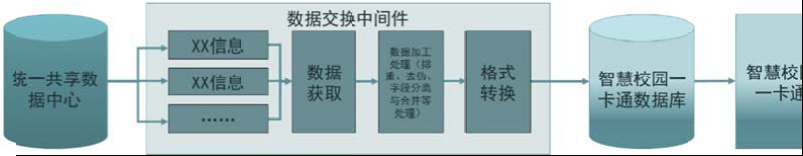 数据交换中间件
统一共享数
据中心
XX信息
XX信息
……
数据
获取
数据加工
处理（排
重、去伪、
字段分离
与合并等
处理）
格式
转换
智慧校园一
卡通数据库
智慧校
一卡通